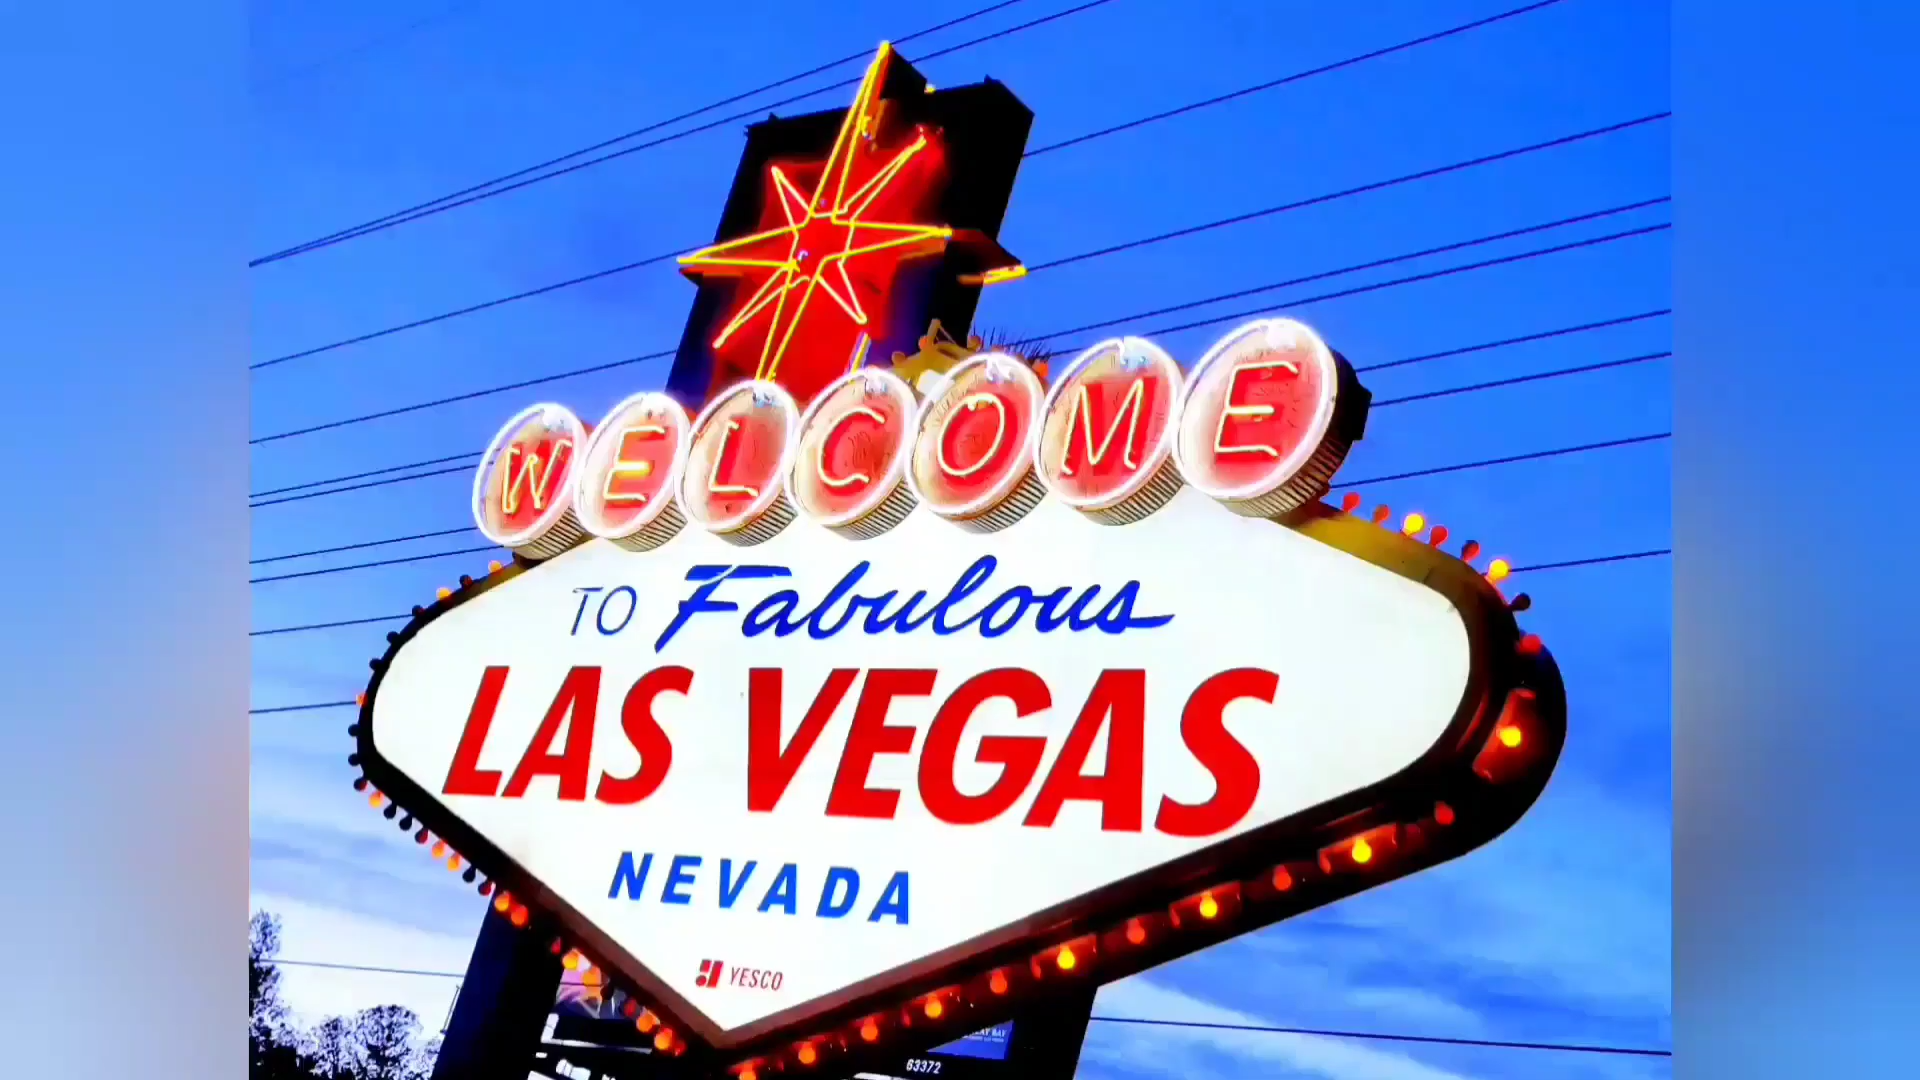 WELCOME
TO Fabulous
LAS VEGAS
NEVADA
YESCO
63372